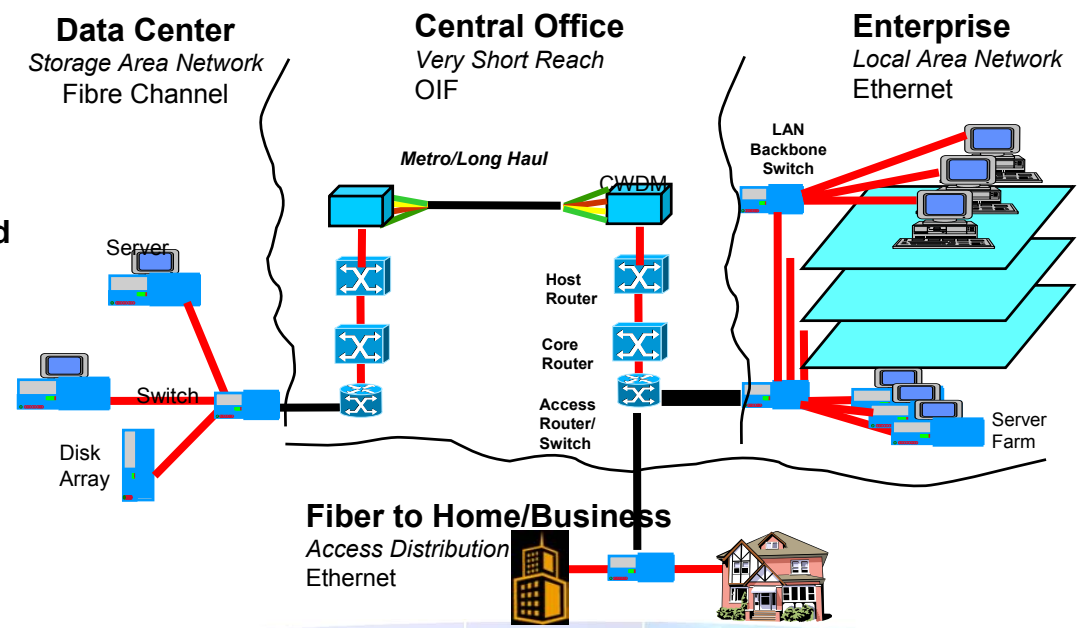 Data Center
Storage Area Network
Fibre Channel
Central Office
Very Short Reach
OIF
Enterprise
Local Area Network
Ethernet
Metro/Long Haul
CWDM
LAN
Backbone
Switch
d
Server
Switch
Disk
Array
Host
Router
Core
Router
Access
Router/
Switch
Server
Farm
Fiber to Home/Business
Access Distribution
Ethernet